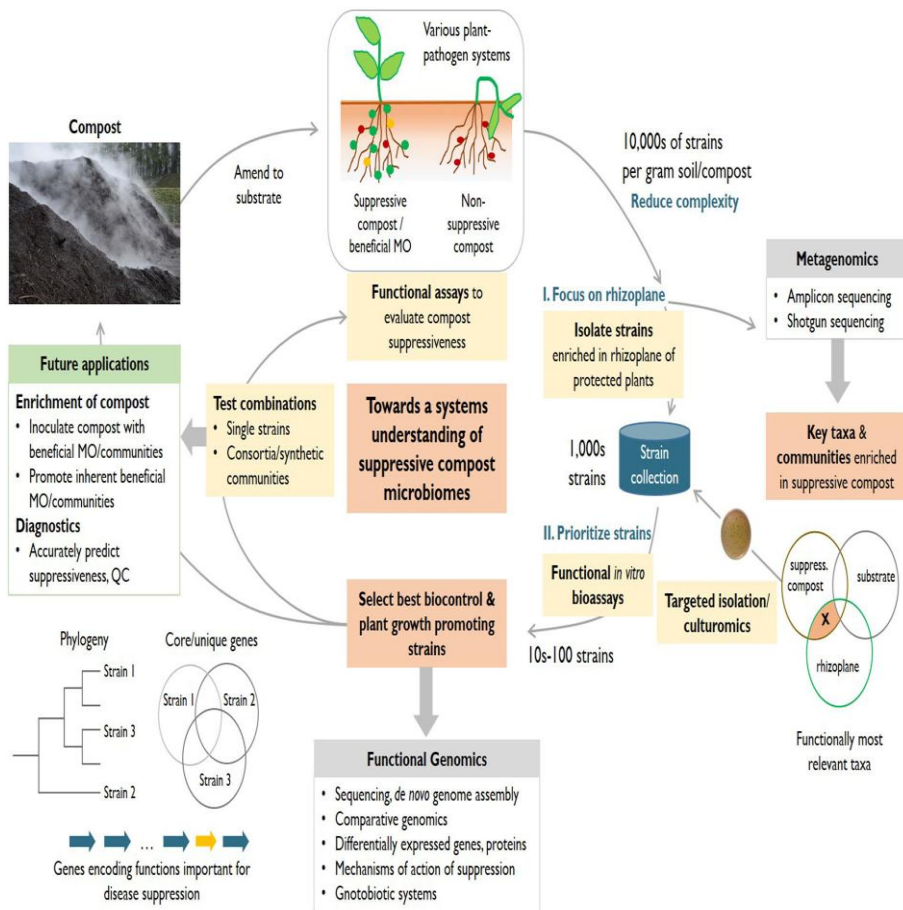 Various plant-
pathogen systems
Compost
Amend to
substrate
Suppressive
compost /
beneficial MO
Non-
suppressive
compost
10,000s of strains
per gram soil/compost
Reduce complexity
Metagenomics
• Amplicon sequencing
• Shotgun sequencing
Functional assays to
evaluate compost
suppressiveness
I. Focus on rhizoplane
Isolate strains
enriched in rhizoplane of
protected plants
Future applications
Enrichment of compost
• Inoculate compost with
beneficial MO/communities
• Promote inherent beneficial
MO/communities
Diagnostics
• Accurately predict
suppressiveness, QC
Test combinations
• Single strains
• Consortia/synthetic
communities
Towards a systems
understanding of
suppressive compost
microbiomes
1,000s
strains
Strain
collection
Key taxa &
communities enriched
in suppressive compost
II. Prioritize strains
Functional in vitro
bioassays
Targeted isolation/
culturomics
suppress.
compost
substrate
X
rhizoplane
Functionally most
relevant taxa
Select best biocontrol &
plant growth promoting
strains
10s-100 strains
Phylogeny
Strain 1
Strain 3
Strain 2
Core/unique genes
Strain 1
Strain 2
Strain 3
...
Genes encoding functions important for
disease suppression
Functional Genomics
• Sequencing, de novo genome assembly
• Comparative genomics
• Differentially expressed genes, proteins
• Mechanisms of action of suppression
• Gnotobiotic systems